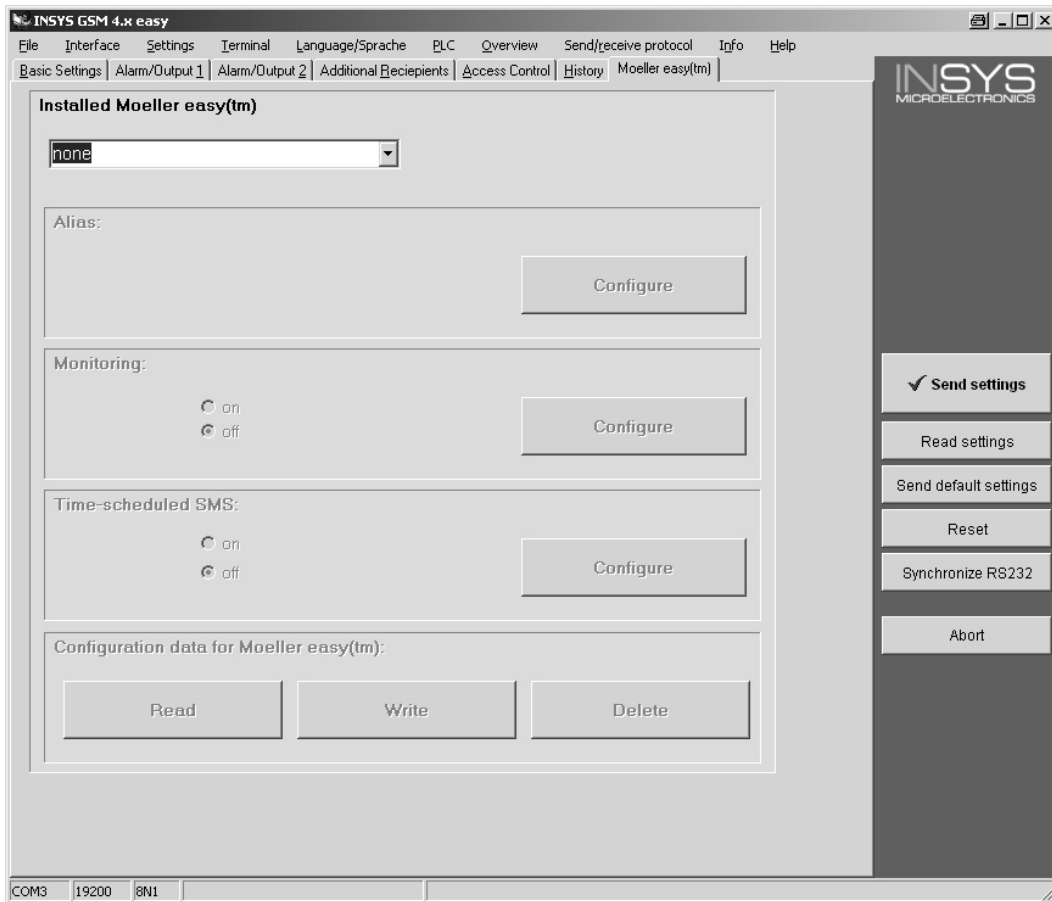 INSYS GSM 4.x easy
File Interface Settings Terminal Language/Sprache PLC Overview Send/receive protocol Info Help
Basic Settings Alarm/Output 1 Alarm/Output 2 Additional Reciepients Access Control History Moeller easy(tm)
INSYS
MICROELECTRONICS
Installed Moeller easy(tm)
none
Alias:
Configure
Monitoring:
on
off
Configure
Time-scheduled SMS:
on
off
Configure
Configuration data for Moeller easy(tm):
Read Write Delete
Send settings
Read settings
Send default settings
Reset
Synchronize RS232
Abort
COM3 19200 8N1